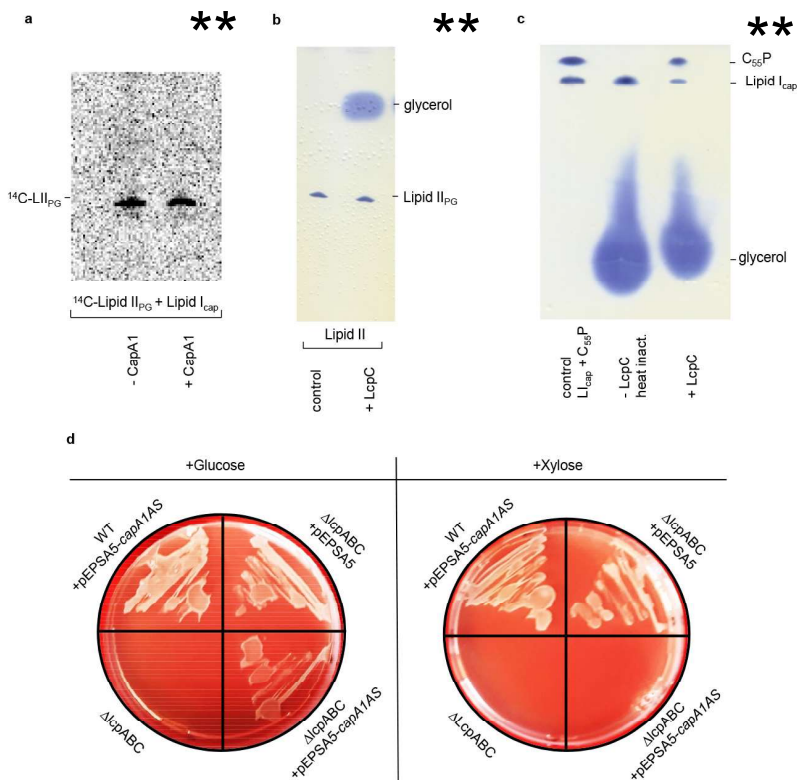 a
**
¹⁴C-LII_PG
¹⁴C-Lipid II_PG + Lipid I_cap
- CapA1
+ CapA1
b
**
glycerol
Lipid II_PG
Lipid II
control
+ LcpC
c
**
C₅₅P
Lipid I_cap
glycerol
control
LI_cap + C₅₅P
- LcpC
heat inact.
+ LcpC
d
+Glucose
+Xylose
WT
+pEPSA5-capA1AS
ΔlcpABC
+pEPSA5
ΔlcpABC
ΔlcpABC
+pEPSA5-capA1AS
WT
+pEPSA5-capA1AS
ΔlcpABC
+pEPSA5
ΔLcpABC
ΔlcpABC
+pEPSA5-capA1AS